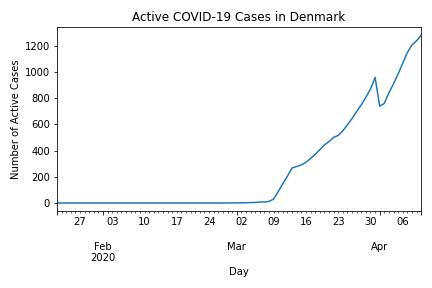 Active COVID-19 Cases in Denmark
Number of Active Cases
1200
1000
800
600
400
200
0
27 03 10 17 24 02 09 16 23 30 06
Feb Mar Apr
2020
Day